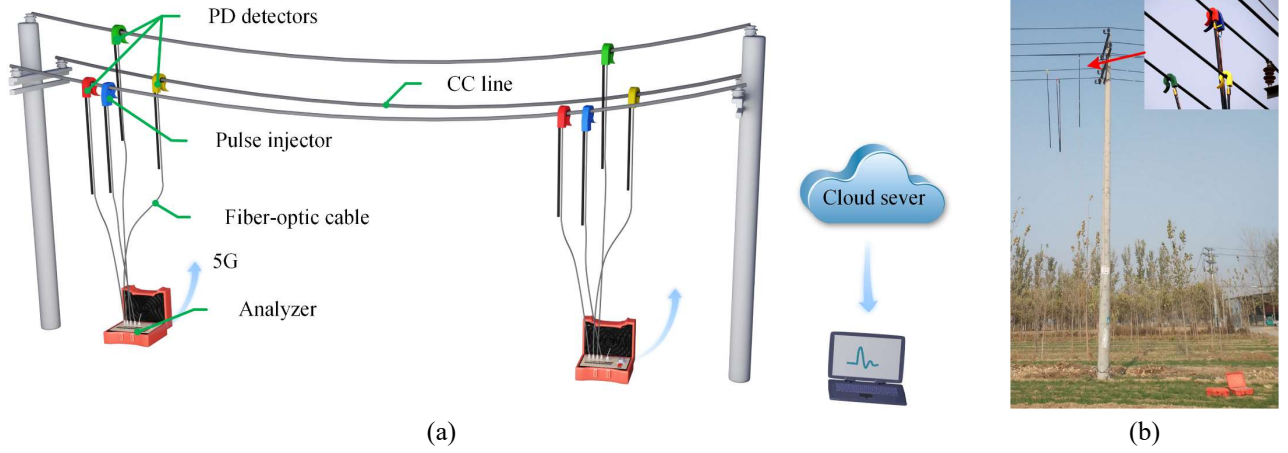 PD detectors
CC line
Pulse injector
Fiber-optic cable
Cloud sever
5G
Analyzer
(a)
(b)